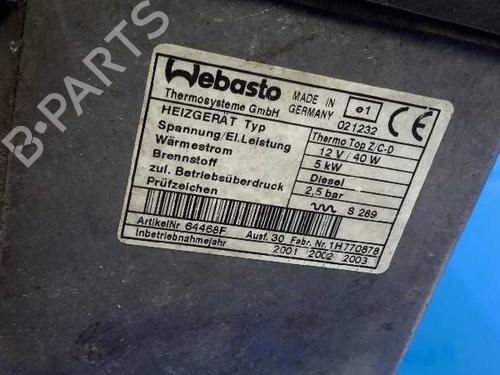 B-PARTS
Webasto
Thermosysteme GmbH
MADE IN
GERMANY
e1
021232
CE
HEIZGERÄT Typ
Thermo Top Z/C-D
Spannung/El.Leistung
12 V / 40 W
Wärmestrom
5 kW
Brennstoff
Diesel
zul. Betriebsüberdruck
2,5 bar
Prüfzeichen
S 289
ArtikelNr 64468F
Ausf. 30 Fabr. Nr. 1H770878
Inbetriebnahmejahr
2001 2002 2003